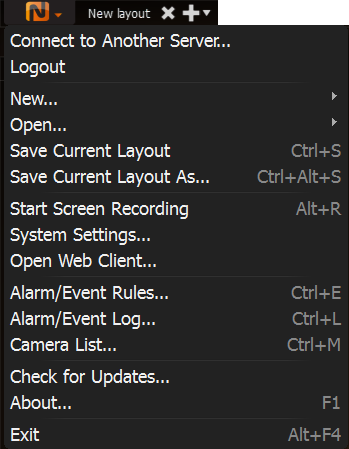 New layout
Connect to Another Server...
Logout
New...
Open...
Save Current Layout Ctrl+S
Save Current Layout As... Ctrl+Alt+S
Start Screen Recording Alt+R
System Settings...
Open Web Client...
Alarm/Event Rules... Ctrl+E
Alarm/Event Log... Ctrl+L
Camera List... Ctrl+M
Check for Updates...
About... F1
Exit Alt+F4